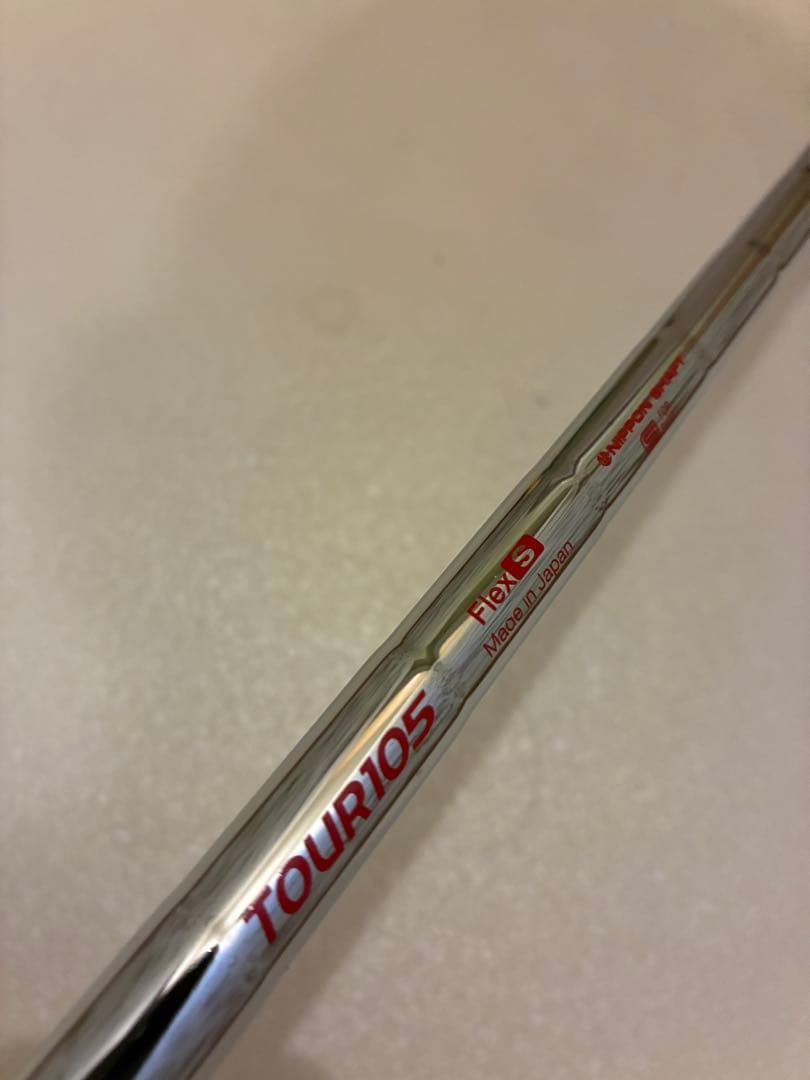 TOUR105
Flex S
Made in Japan
NIPPON SHAFT